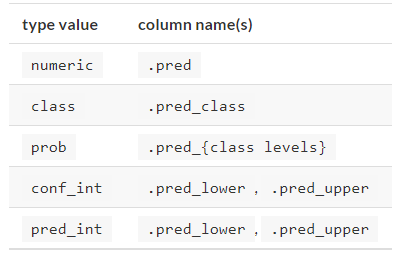 type value column name(s)
numeric .pred
class .pred_class
prob .pred_{class levels}
conf_int .pred_lower , .pred_upper
pred_int .pred_lower , .pred_upper